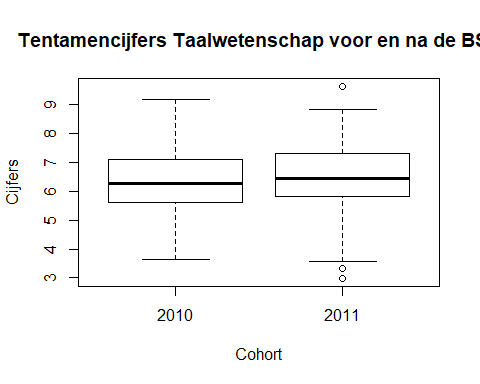 Tentamencijfers Taalwetenschap voor en na de BS
Cijfers
9
8
7
6
5
4
3
2010 2011
Cohort